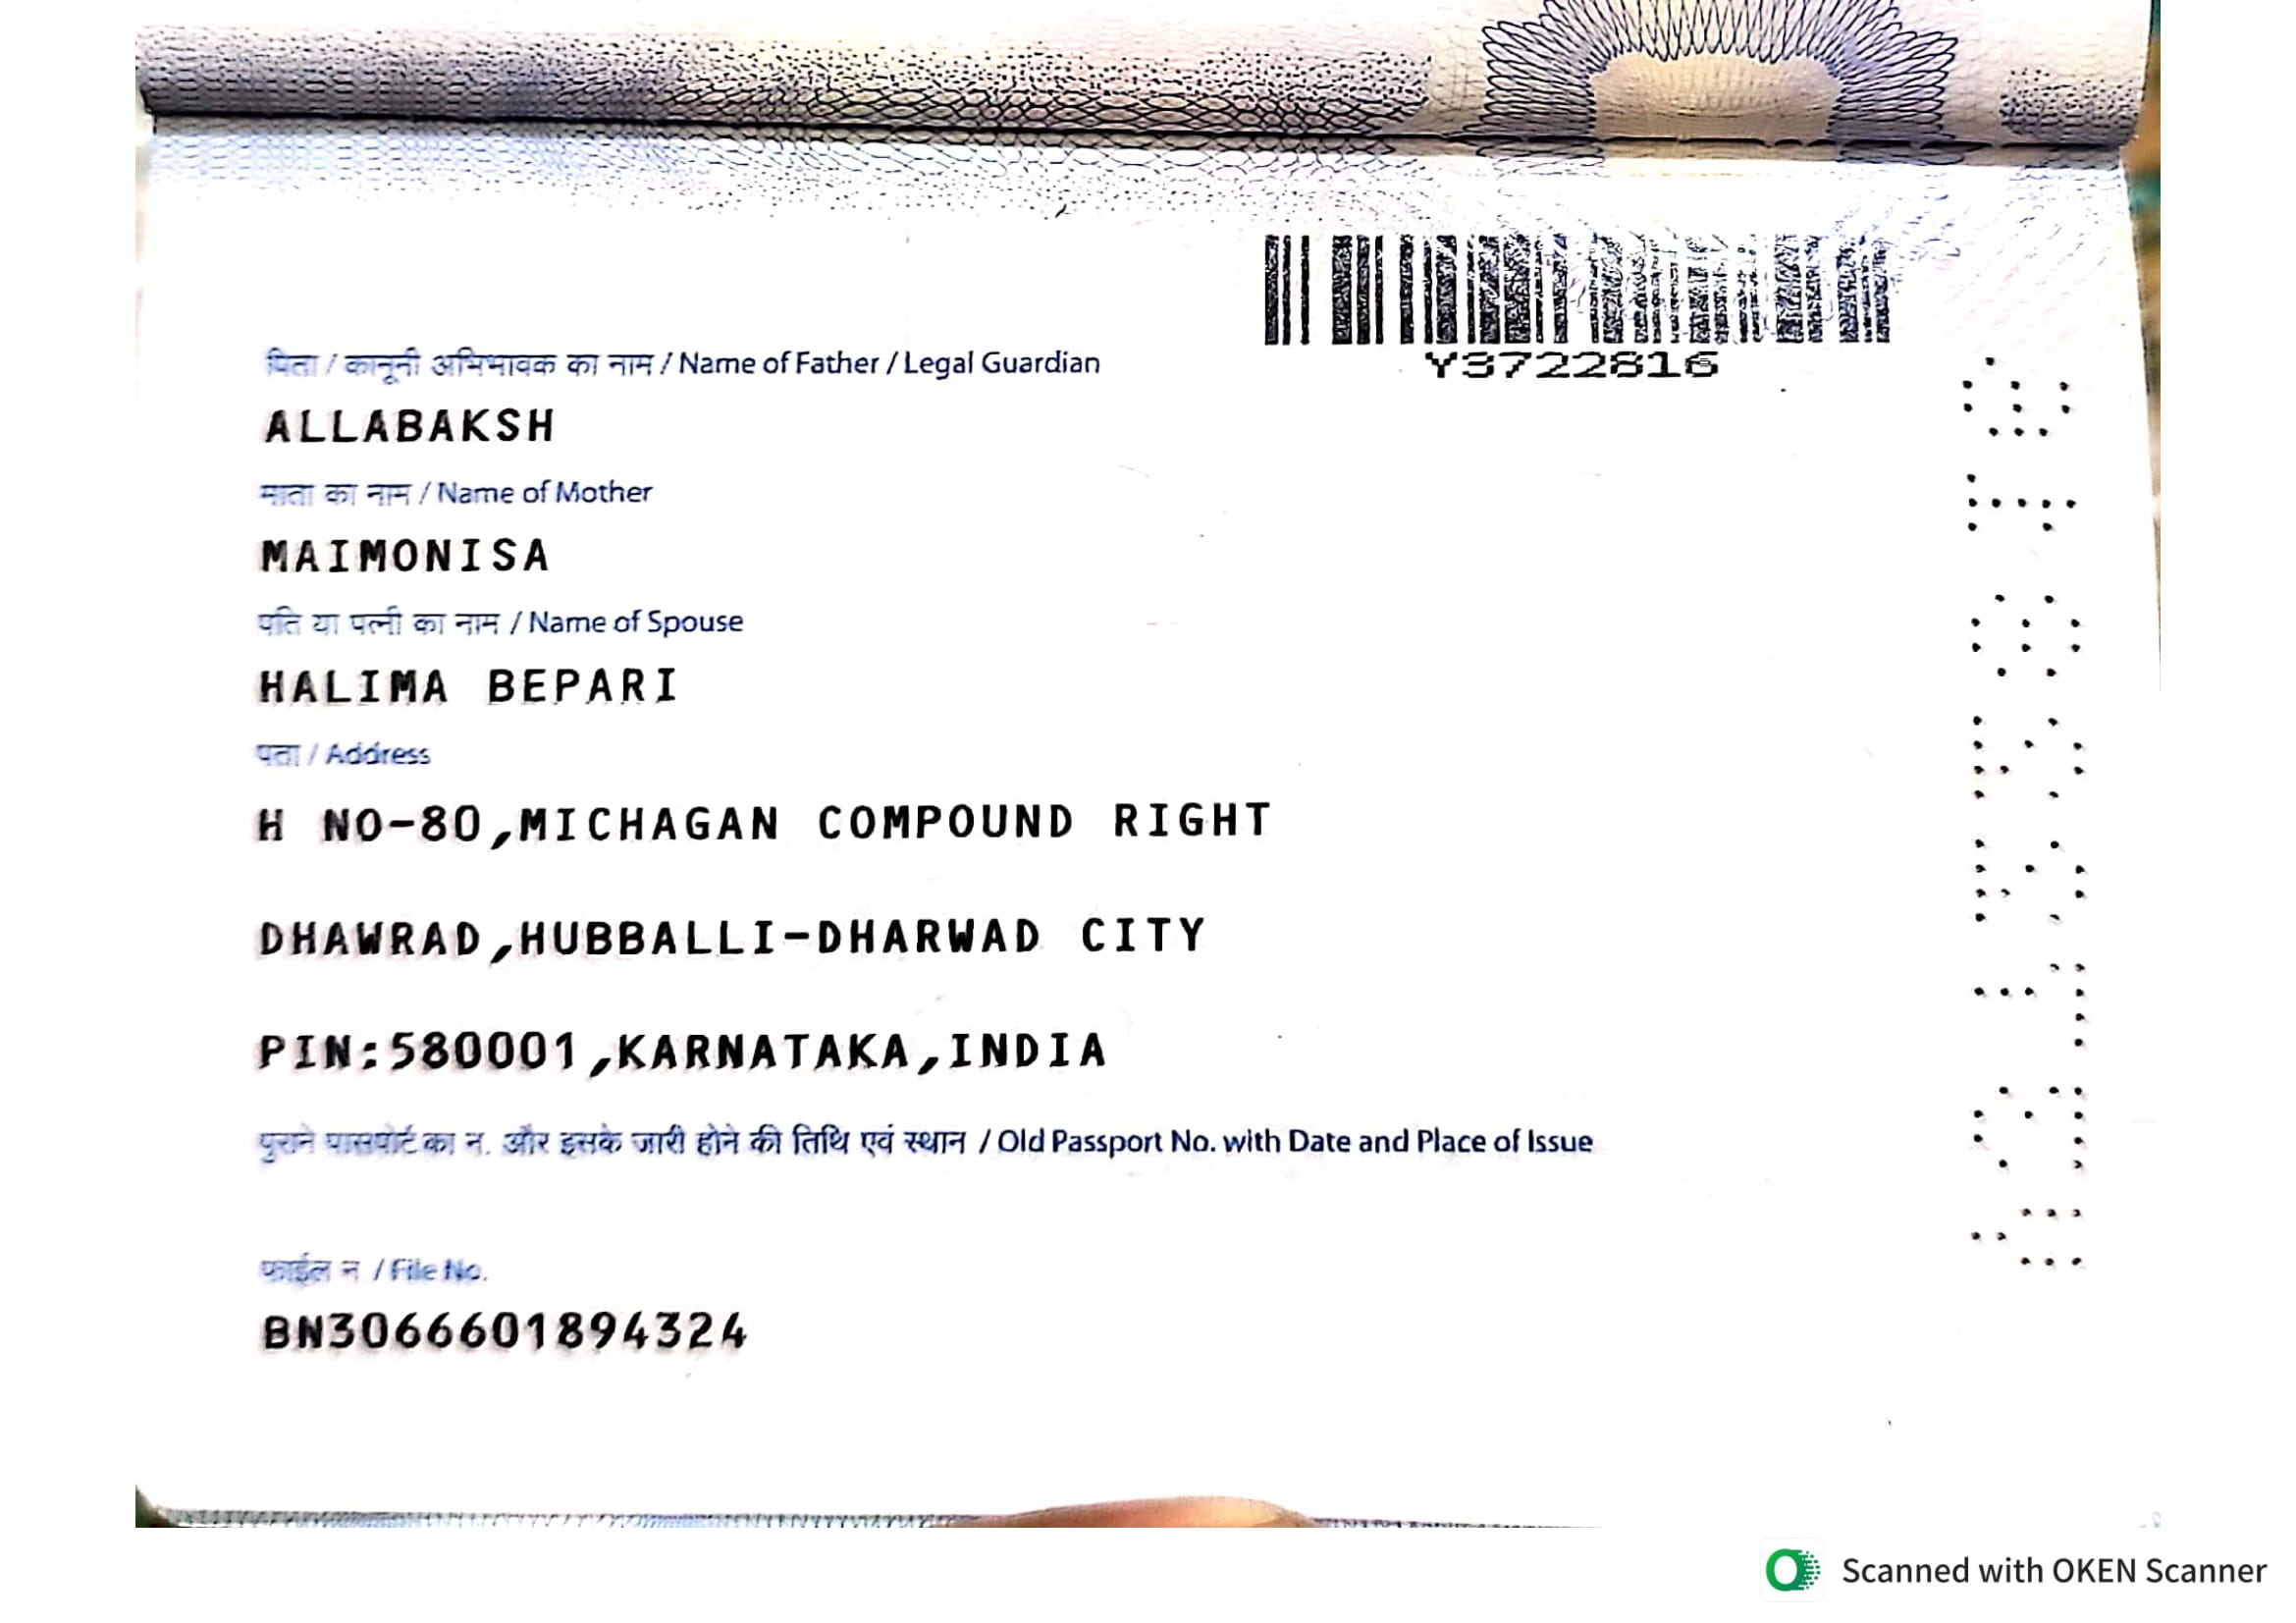 Y3722816
पिता / कानूनी अभिभावक का नाम / Name of Father / Legal Guardian
ALLABAKSH
माता का नाम / Name of Mother
MAIMONISA
पति या पत्नी का नाम / Name of Spouse
HALIMA BEPARI
पता / Address
H NO-80,MICHAGAN COMPOUND RIGHT
DHAWRAD,HUBBALLI-DHARWAD CITY
PIN:580001,KARNATAKA,INDIA
पुराने पासपोर्ट का न. और इसके जारी होने की तिथि एवं स्थान / Old Passport No. with Date and Place of Issue
फाईल न / File No.
BN3066601894324
Scanned with OKEN Scanner